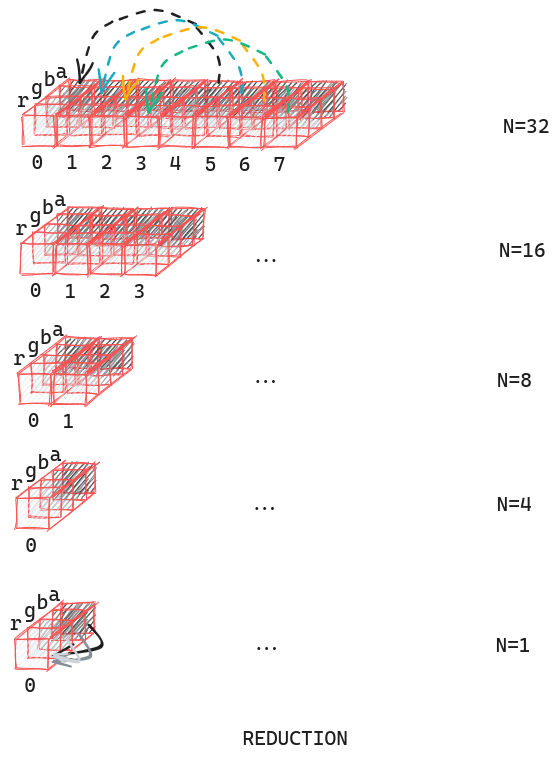 r g b a
N=32
0 1 2 3 4 5 6 7
r g b a
... N=16
0 1 2 3
r g b a
... N=8
0 1
r g b a
... N=4
0
r g b a
... N=1
0
REDUCTION